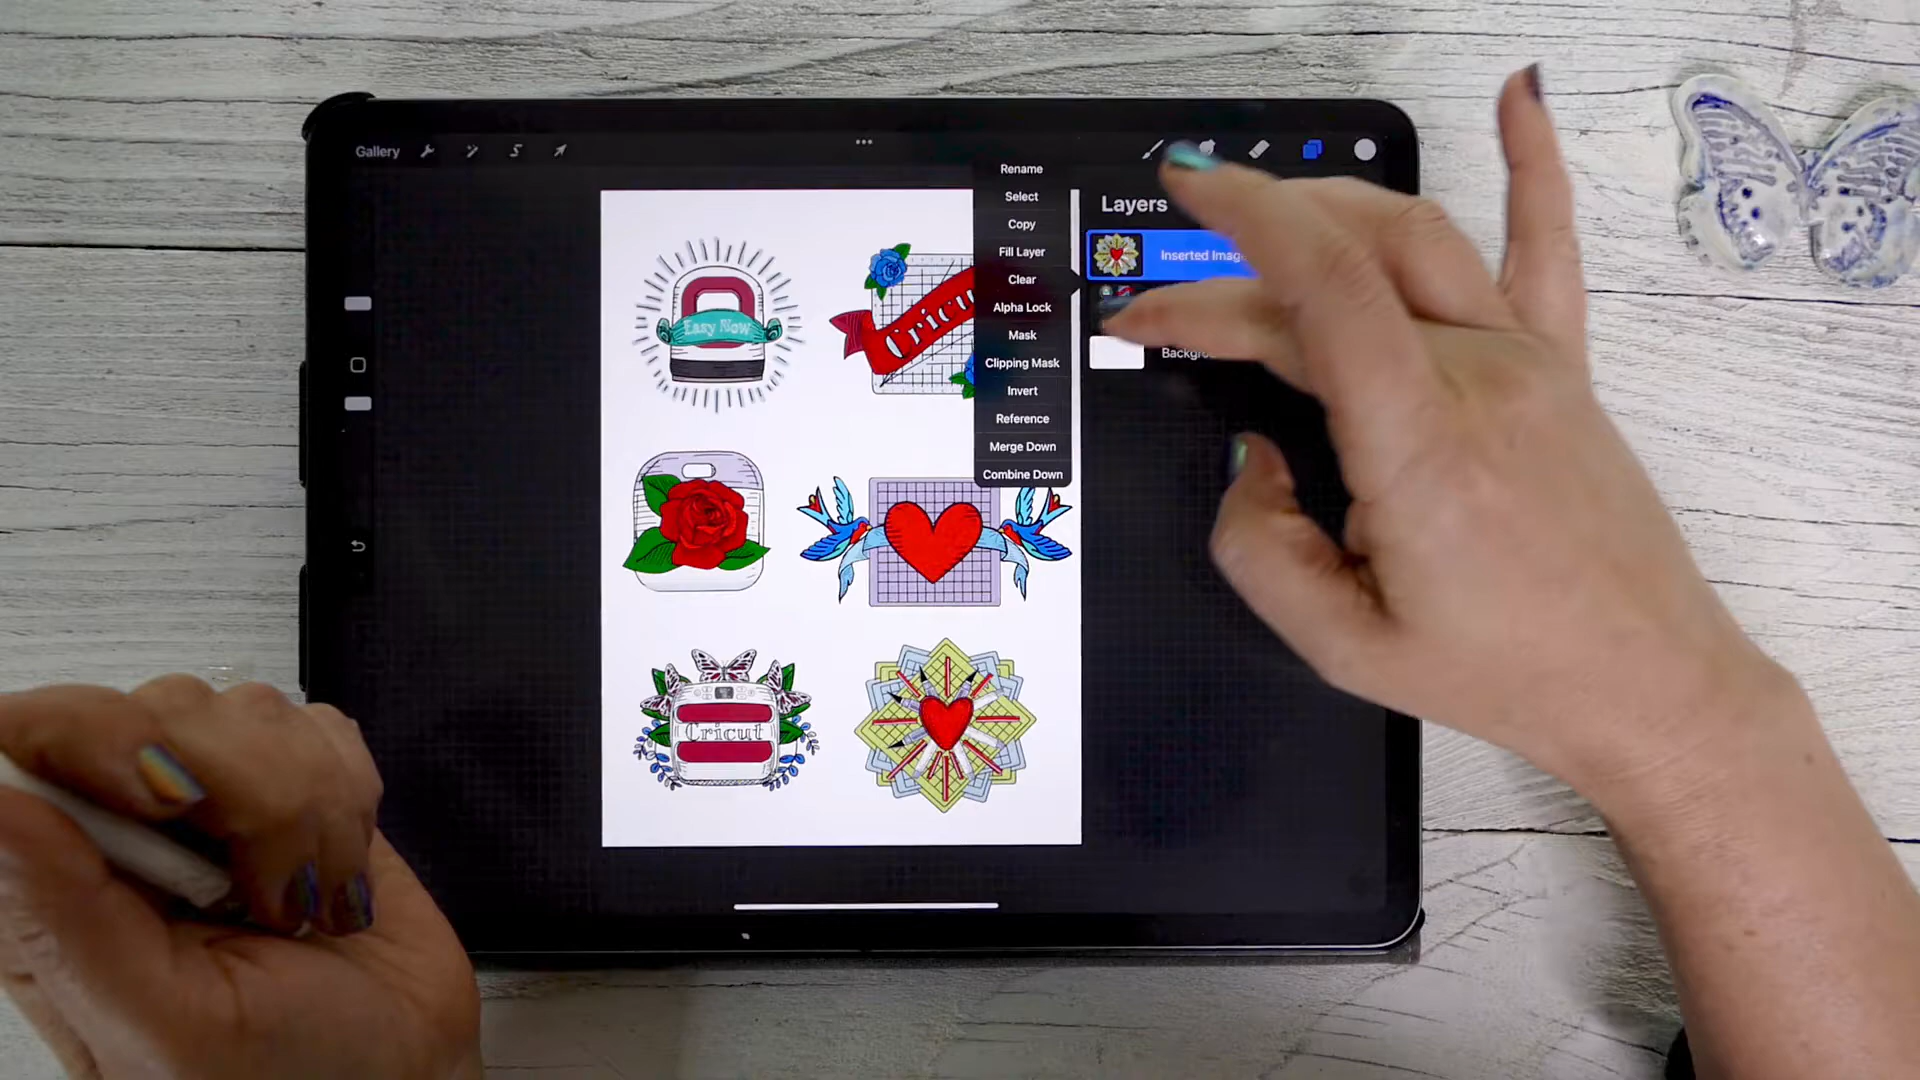 Gallery
Rename
Select
Copy
Fill Layer
Clear
Alpha Lock
Mask
Clipping Mask
Invert
Reference
Merge Down
Combine Down
Layers
Easy Now
Cricut